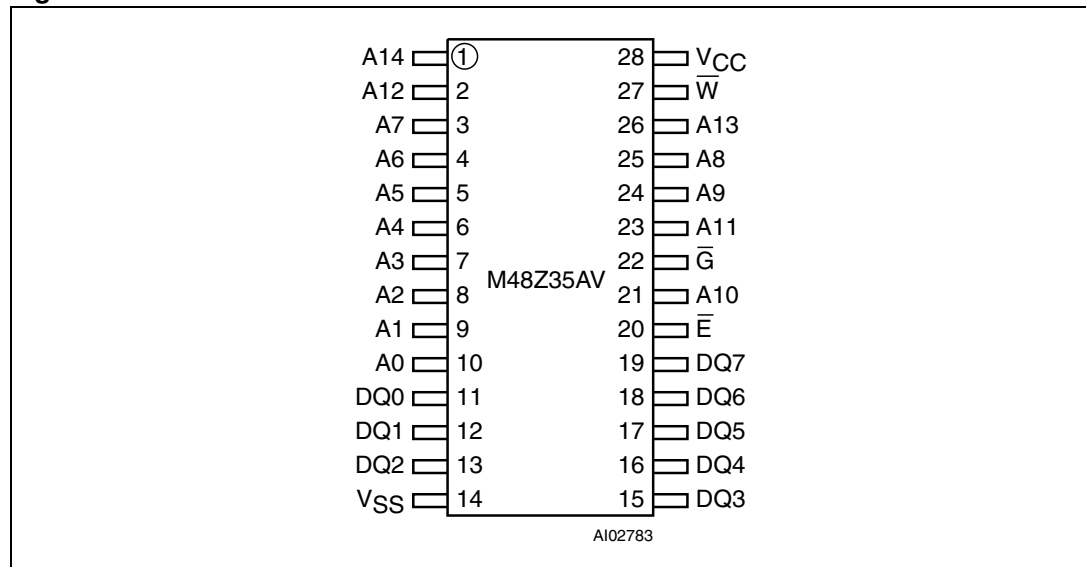 A14 1 28 VCC
A12 2 27 W̅
A7 3 26 A13
A6 4 25 A8
A5 5 24 A9
A4 6 23 A11
A3 7 22 G̅
M48Z35AV
A2 8 21 A10
A1 9 20 E̅
A0 10 19 DQ7
DQ0 11 18 DQ6
DQ1 12 17 DQ5
DQ2 13 16 DQ4
VSS 14 15 DQ3
AI02783